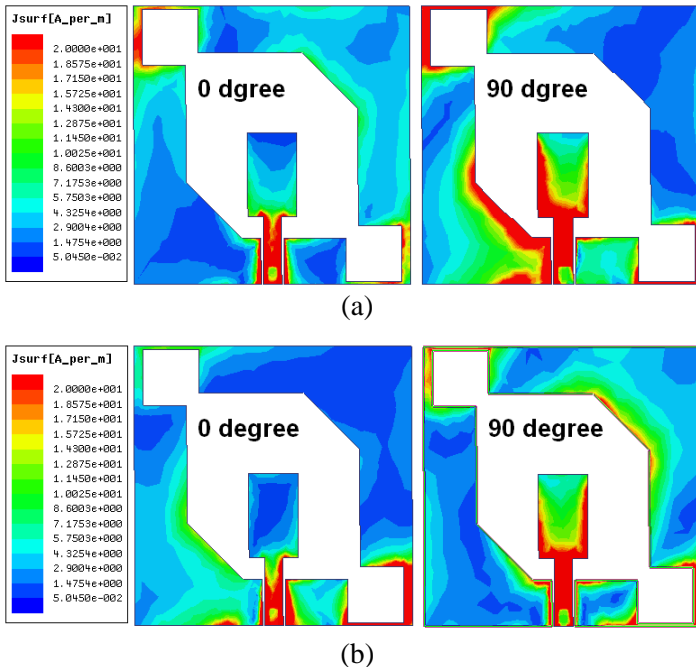 Jsurf[A_per_m]
2.0000e+001
1.8575e+001
1.7150e+001
1.5725e+001
1.4300e+001
1.2875e+001
1.1450e+001
1.0025e+001
8.6003e+000
7.1753e+000
5.7502e+000
4.3254e+000
2.9004e+000
1.4754e+000
5.0450e-002
0 dgree
90 dgree
(a)
Jsurf[A_per_m]
2.0000e+001
1.8575e+001
1.7150e+001
1.5725e+001
1.4300e+001
1.2875e+001
1.1450e+001
1.0025e+001
8.6003e+000
7.1753e+000
5.7502e+000
4.3254e+000
2.9004e+000
1.4754e+000
5.0450e-002
0 degree
90 degree
(b)